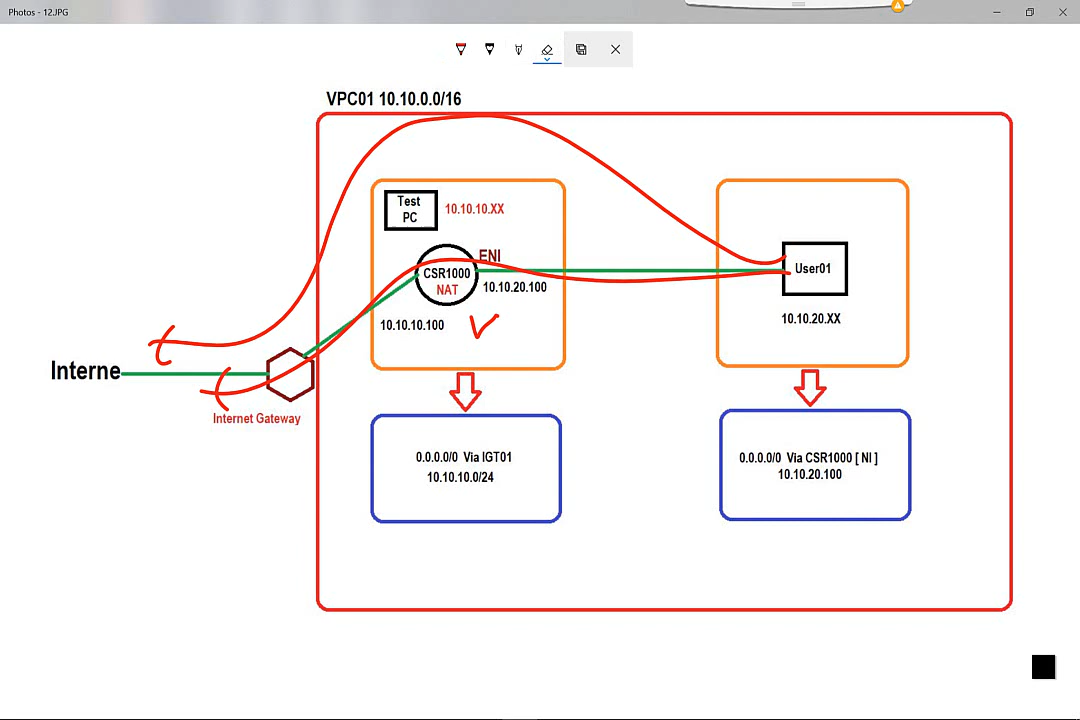 Photos - 12.JPG
VPC01 10.10.0.0/16
Test
PC
10.10.10.XX
ENI
CSR1000
NAT
10.10.20.100
10.10.10.100
User01
10.10.20.XX
Interne
Internet Gateway
0.0.0.0/0 Via IGT01
10.10.10.0/24
0.0.0.0/0 Via CSR1000 [ NI ]
10.10.20.100